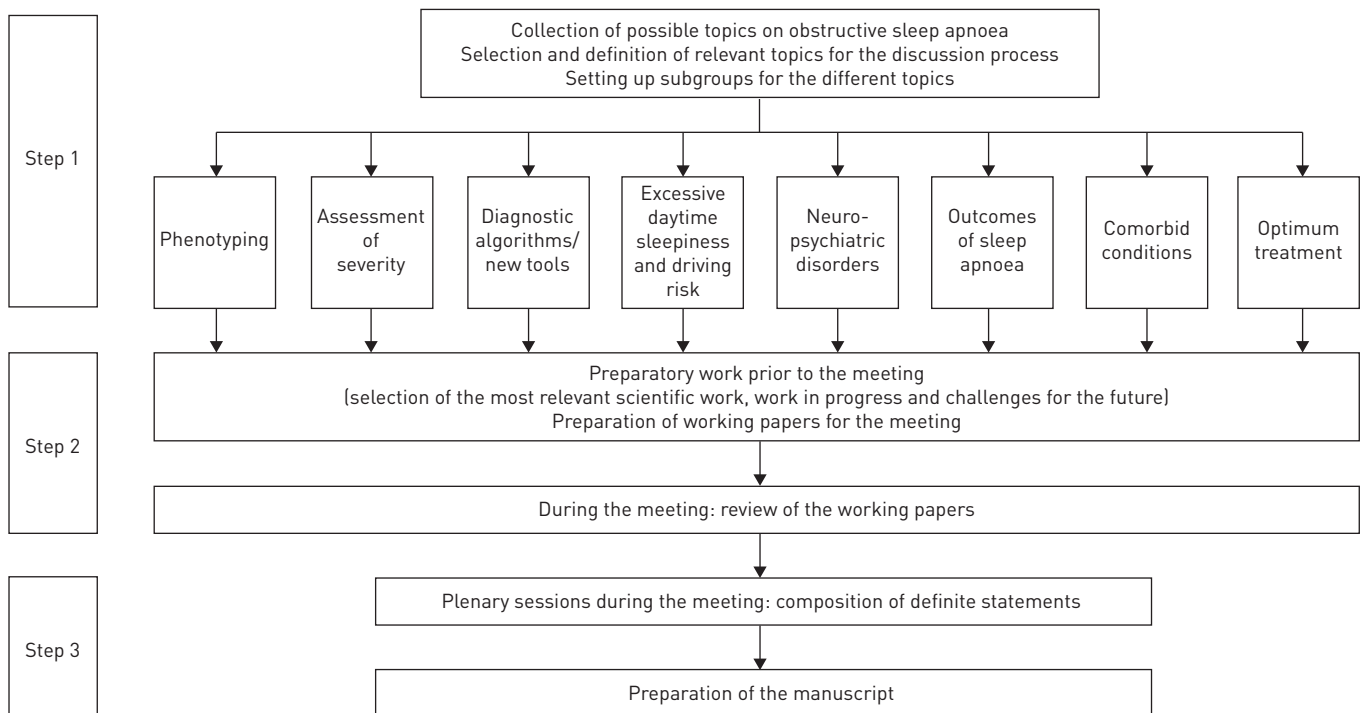 Step 1
Collection of possible topics on obstructive sleep apnoea
Selection and definition of relevant topics for the discussion process
Setting up subgroups for the different topics
Phenotyping
Assessment
of
severity
Diagnostic
algorithms/
new tools
Excessive
daytime
sleepiness
and driving
risk
Neuro-
psychiatric
disorders
Outcomes
of sleep
apnoea
Comorbid
conditions
Optimum
treatment
Step 2
Preparatory work prior to the meeting
(selection of the most relevant scientific work, work in progress and challenges for the future)
Preparation of working papers for the meeting
During the meeting: review of the working papers
Step 3
Plenary sessions during the meeting: composition of definite statements
Preparation of the manuscript